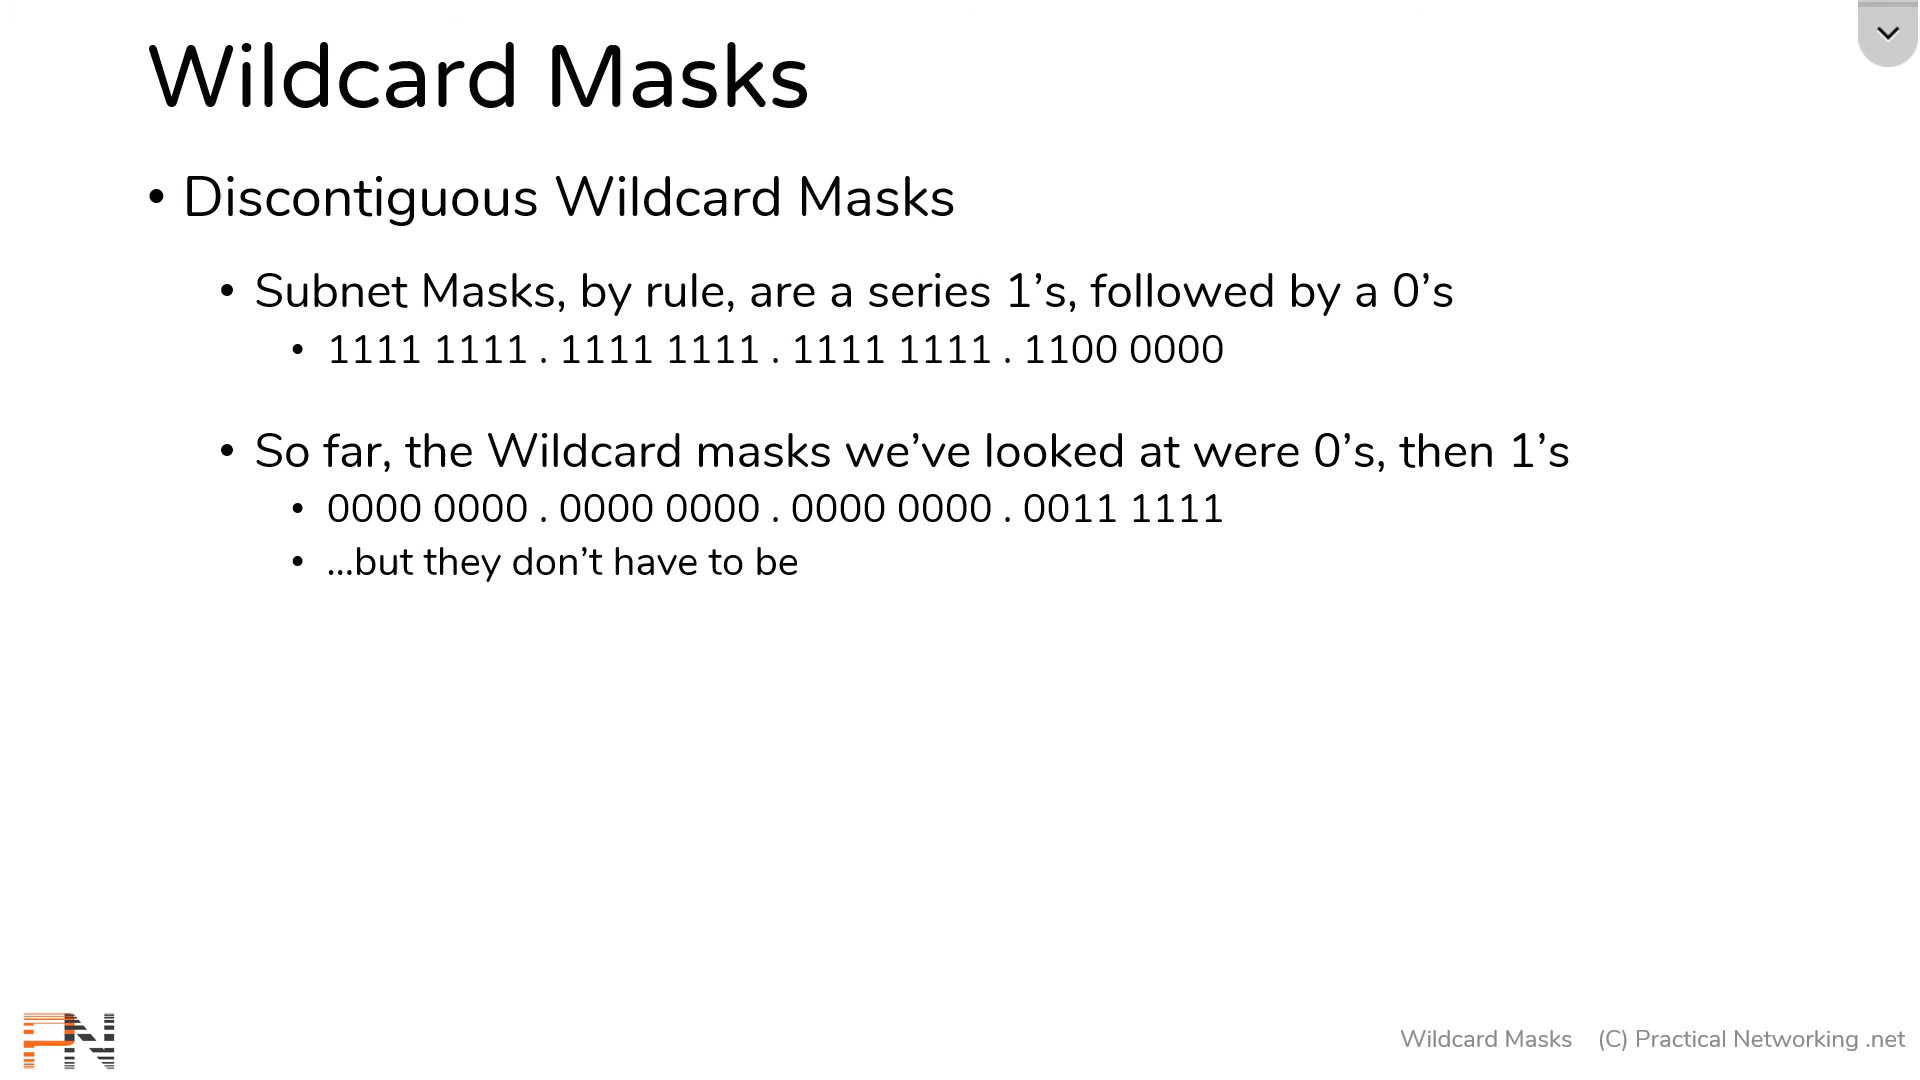 Wildcard Masks
• Discontiguous Wildcard Masks
• Subnet Masks, by rule, are a series 1’s, followed by a 0’s
• 1111 1111 . 1111 1111 . 1111 1111 . 1100 0000
• So far, the Wildcard masks we’ve looked at were 0’s, then 1’s
• 0000 0000 . 0000 0000 . 0000 0000 . 0011 1111
• …but they don’t have to be
PN
Wildcard Masks (C) Practical Networking .net